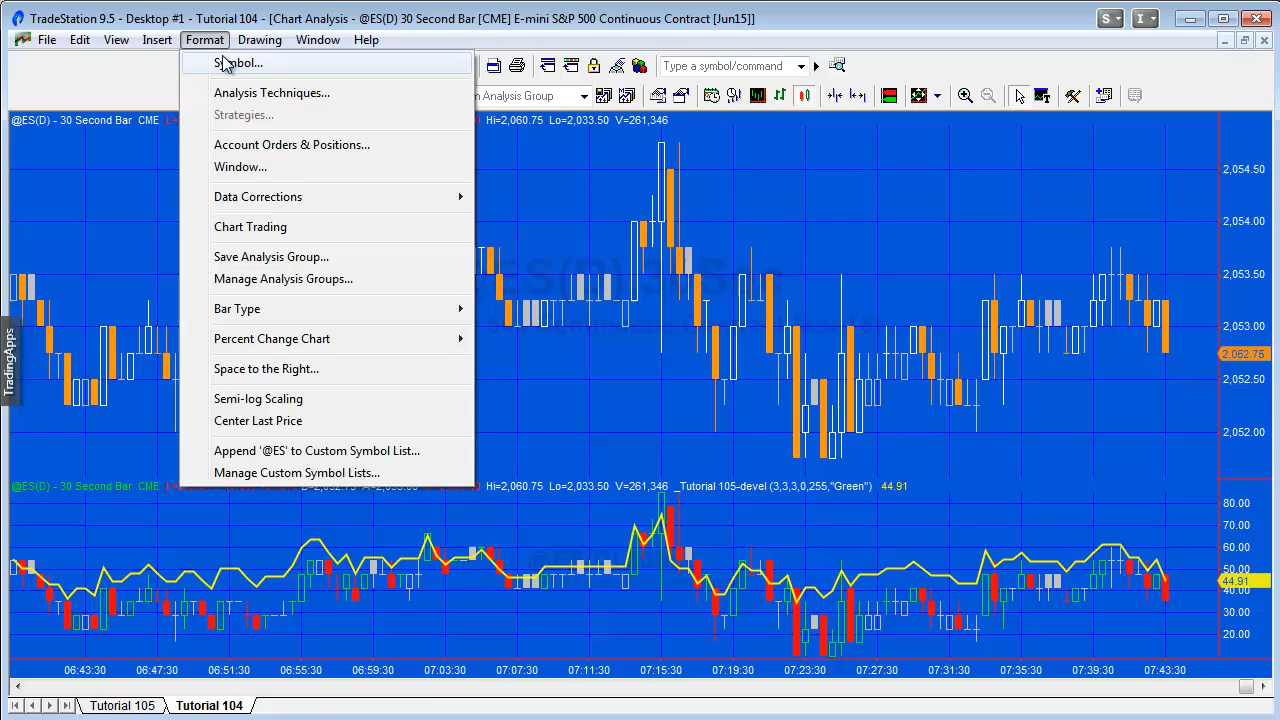 TradeStation 9.5 - Desktop #1 - Tutorial 104 - [Chart Analysis - @ES(D) 30 Second Bar [CME] E-mini S&P 500 Continuous Contract [Jun15]]
S
I
File Edit View Insert Format Drawing Window Help
Type a symbol/command
n Analysis Group
Symbol...
Analysis Techniques...
Strategies...
Account Orders & Positions...
Window...
Data Corrections
Chart Trading
Save Analysis Group...
Manage Analysis Groups...
Bar Type
Percent Change Chart
Space to the Right...
Semi-log Scaling
Center Last Price
Append '@ES' to Custom Symbol List...
Manage Custom Symbol Lists...
@ES(D) - 30 Second Bar CME Hi=2,060.75 Lo=2,033.50 V=261,346
2,054.50
2,054.00
2,053.50
2,053.00
2,052.75
2,052.50
2,052.00
@ES(D) 30 Sec
TradingApps
@ES(D) - 30 Second Bar CME Hi=2,060.75 Lo=2,033.50 V=261,346 _Tutorial 105-devel (3,3,3,0,255,"Green") 44.91
80.00
70.00
60.00
50.00
44.91
40.00
30.00
20.00
06:43:30 06:47:30 06:51:30 06:55:30 06:59:30 07:03:30 07:07:30 07:11:30 07:15:30 07:19:30 07:23:30 07:27:30 07:31:30 07:35:30 07:39:30 07:43:30
Tutorial 105 Tutorial 104